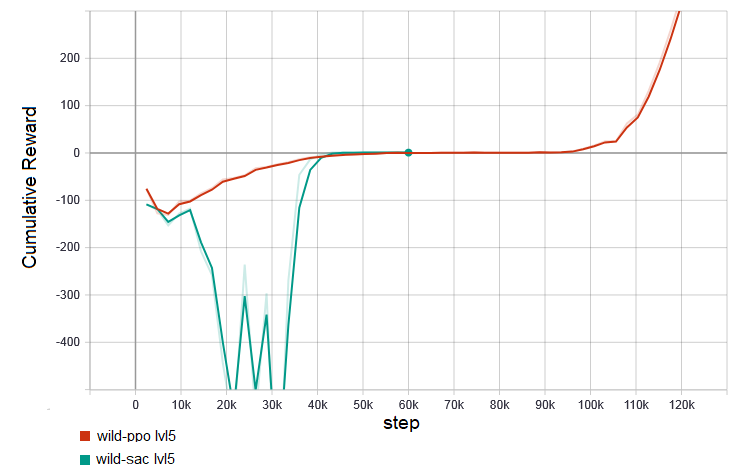 Cumulative Reward
200
100
0
-100
-200
-300
-400
0 10k 20k 30k 40k 50k 60k 70k 80k 90k 100k 110k 120k
step
wild-ppo lvl5
wild-sac lvl5